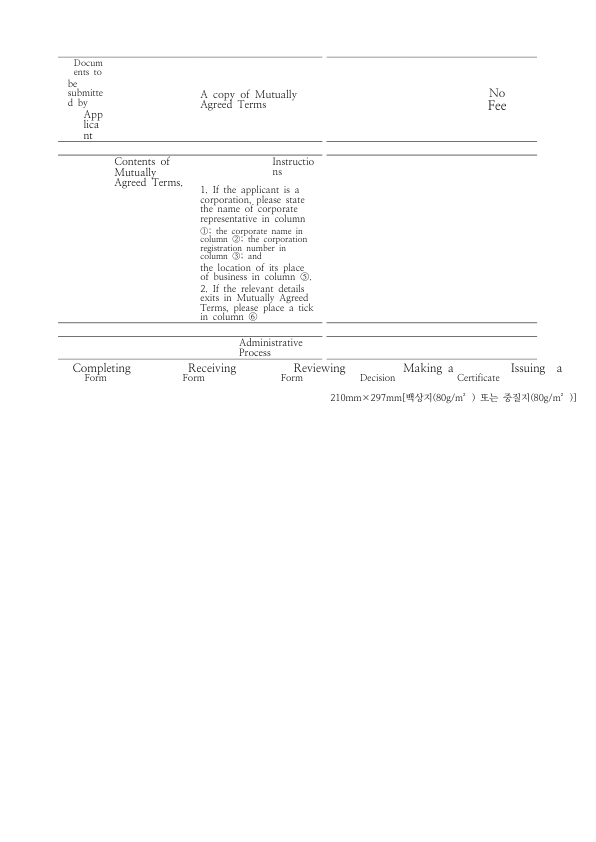 Docum
ents to
be
submitte
d by
App
lica
nt
A copy of Mutually
Agreed Terms
No
Fee
Contents of
Mutually
Agreed Terms.
Instructio
ns
1. If the applicant is a
corporation, please state
the name of corporate
representative in column
①; the corporate name in
column ②; the corporation
registration number in
column ③; and
the location of its place
of business in column ⑤.
2. If the relevant details
exits in Mutually Agreed
Terms, please place a tick
in column ⑥
Administrative
Process
Completing Receiving Reviewing Making a Issuing a
Form Form Form Decision Certificate
210mm×297mm[백상지(80g/m²) 또는 중질지(80g/m²)]